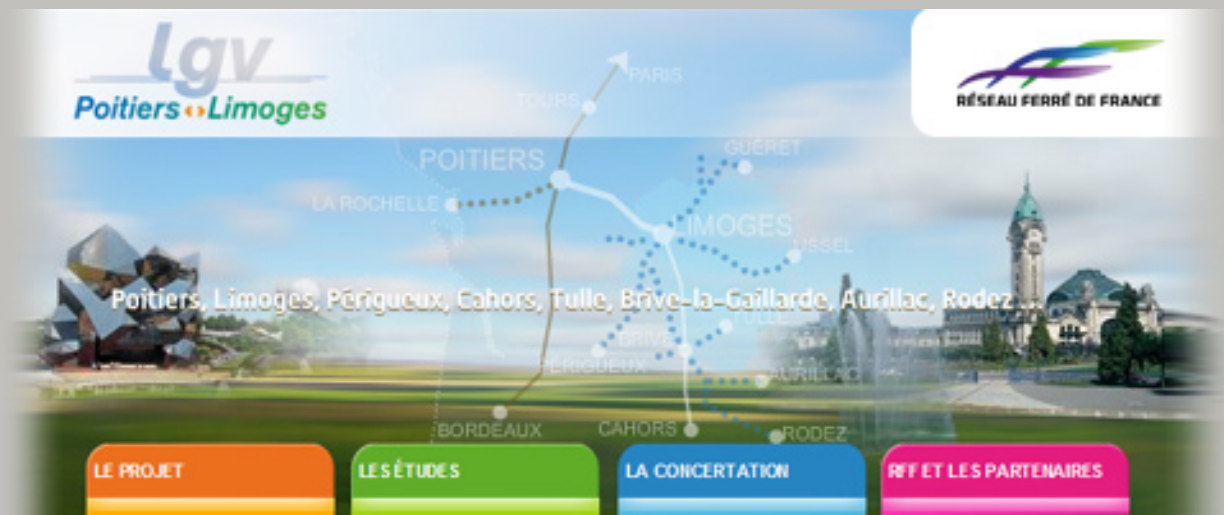 lgv
Poitiers Limoges
RÉSEAU FERRÉ DE FRANCE
PARIS
TOURS
POITIERS
GUÉRET
LA ROCHELLE
LIMOGES
USSEL
Poitiers, Limoges, Périgueux, Cahors, Tulle, Brive-la-Gaillarde, Aurillac, Rodez ...
TULLE
BRIVE
PÉRIGUEUX
AURILLAC
BORDEAUX
CAHORS
RODEZ
LE PROJET
LES ÉTUDES
LA CONCERTATION
RFF ET LES PARTENAIRES